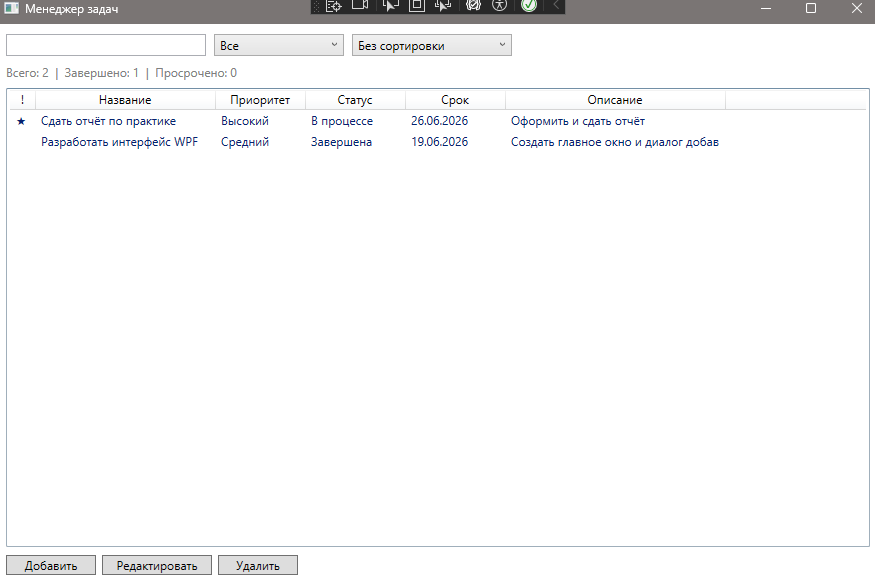 Менеджер задач
Все Без сортировки
Всего: 2 | Завершено: 1 | Просрочено: 0
! Название Приоритет Статус Срок Описание
★ Сдать отчёт по практике Высокий В процессе 26.06.2026 Оформить и сдать отчёт
Разработать интерфейс WPF Средний Завершена 19.06.2026 Создать главное окно и диалог добав
Добавить Редактировать Удалить